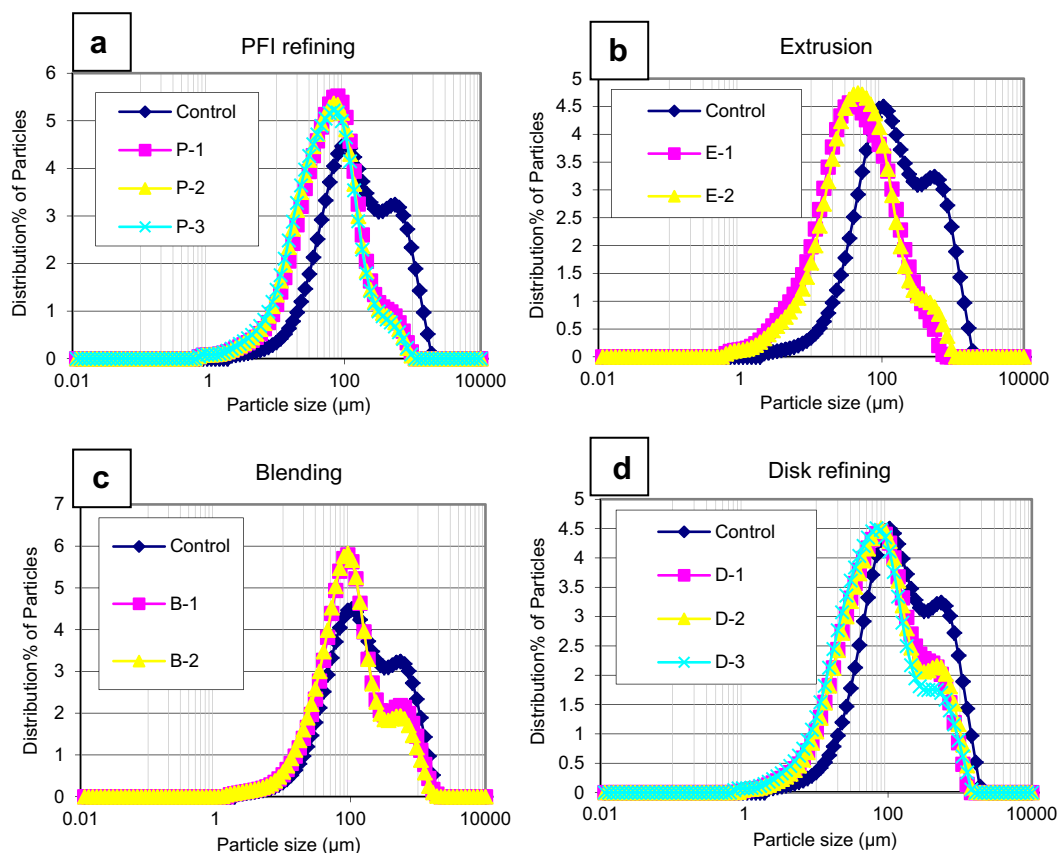 a
PFI refining
6
5
4
3
2
1
0
0.01
1
100
10000
Distribution% of Particles
Particle size (µm)
Control
P-1
P-2
P-3
b
Extrusion
5
4.5
4
3.5
3
2.5
2
1.5
1
0.5
0
0.01
1
100
10000
Distribution% of Particles
Particle size (µm)
Control
E-1
E-2
c
Blending
7
6
5
4
3
2
1
0
0.01
1
100
10000
Distribution% of Particles
Particle size (µm)
Control
B-1
B-2
d
Disk refining
5
4.5
4
3.5
3
2.5
2
1.5
1
0.5
0
0.01
1
100
10000
Distribution% of Particles
Particle size (µm)
Control
D-1
D-2
D-3